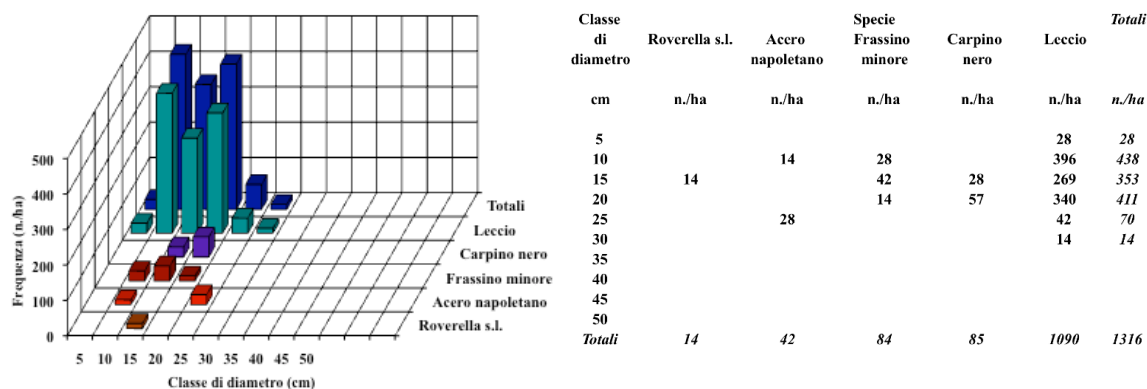 500
400
300
200
100
0
Frequenza (n./ha)
5 10 15 20 25 30 35 40 45 50
Classe di diametro (cm)
Totali
Leccio
Carpino nero
Frassino minore
Acero napoletano
Roverella s.l.
Classe Specie Totali
di Roverella s.l. Acero Frassino Carpino Leccio
diametro napoletano minore nero
cm n./ha n./ha n./ha n./ha n./ha n./ha
5 28 28
10 14 28 396 438
15 14 42 28 269 353
20 14 57 340 411
25 28 42 70
30 14 14
35
40
45
50
Totali 14 42 84 85 1090 1316